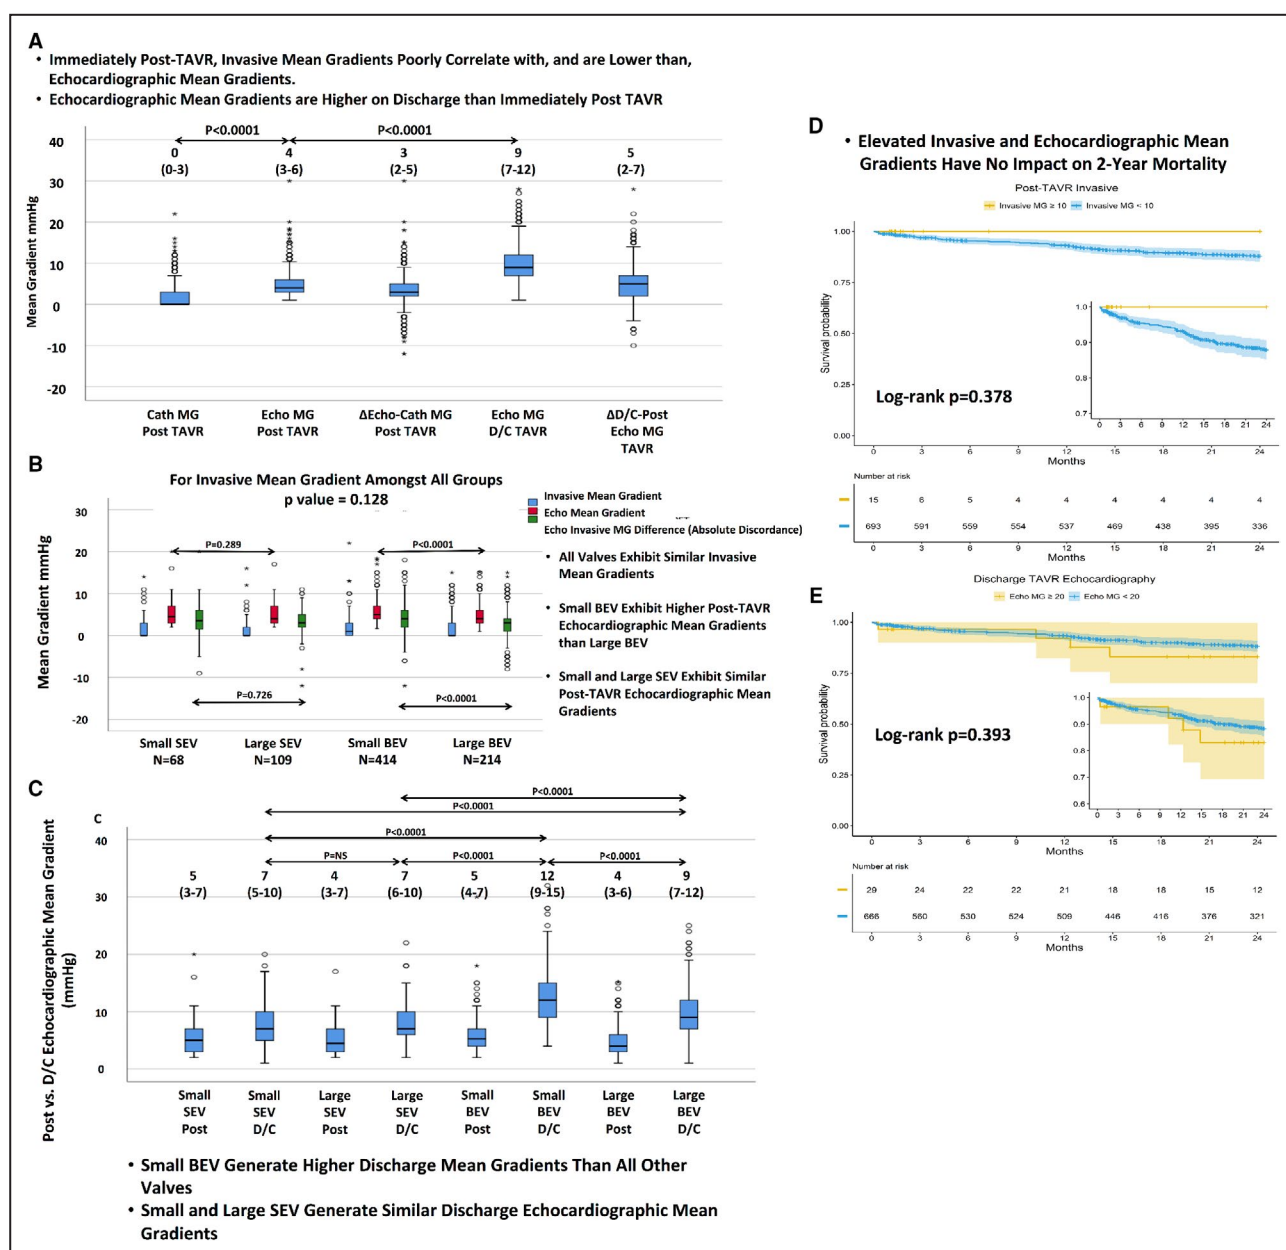 A
• Immediately Post-TAVR, Invasive Mean Gradients Poorly Correlate with, and are Lower than,
Echocardiographic Mean Gradients.
• Echocardiographic Mean Gradients are Higher on Discharge than Immediately Post TAVR
Mean Gradient mmHg
40
30
20
10
0
-10
-20
P<0.0001
P<0.0001
0 4 3 9 5
(0-3) (3-6) (2-5) (7-12) (2-7)
Cath MG Echo MG ΔEcho-Cath MG Echo MG ΔD/C-Post
Post TAVR Post TAVR Post TAVR D/C TAVR Echo MG
TAVR
B
For Invasive Mean Gradient Amongst All Groups
p value = 0.128
Mean Gradient mmHg
30
20
10
0
-10
-20
P=0.289
P<0.0001
P=0.726
P<0.0001
Small SEV Large SEV Small BEV Large BEV
N=68 N=109 N=414 N=214
Invasive Mean Gradient
Echo Mean Gradient
Echo Invasive MG Difference (Absolute Discordance)
• All Valves Exhibit Similar Invasive
Mean Gradients
• Small BEV Exhibit Higher Post-TAVR
Echocardiographic Mean Gradients
than Large BEV
• Small and Large SEV Exhibit Similar
Post-TAVR Echocardiographic Mean
Gradients
C
C
Post vs. D/C Echocardiographic Mean Gradient
(mmHg)
40
30
20
10
0
P<0.0001
P<0.0001
P<0.0001
P=NS
P<0.0001
P<0.0001
5 7 4 7 5 12 4 9
(3-7) (5-10) (3-7) (6-10) (4-7) (9-15) (3-6) (7-12)
Small Small Large Large Small Small Large Large
SEV SEV SEV SEV BEV BEV BEV BEV
Post D/C Post D/C Post D/C Post D/C
• Small BEV Generate Higher Discharge Mean Gradients Than All Other
Valves
• Small and Large SEV Generate Similar Discharge Echocardiographic Mean
Gradients
D
• Elevated Invasive and Echocardiographic Mean
Gradients Have No Impact on 2-Year Mortality
Post-TAVR Invasive
Invasive MG ≥ 10 Invasive MG < 10
Survival probability
1.00
0.75
0.50
0.25
0.00
Log-rank p=0.378
1.0
0.9
0.8
0.7
0 3 6 9 12 15 18 21 24
0 3 6 9 12 15 18 21 24
Months
Number at risk
15 6 5 4 4 4 4 4 4
693 591 559 554 537 469 438 395 336
0 3 6 9 12 15 18 21 24
Months
E
Discharge TAVR Echocardiography
Echo MG ≥ 20 Echo MG < 20
Survival probability
1.00
0.75
0.50
0.25
0.00
Log-rank p=0.393
1.0
0.9
0.8
0.7
0.6
0 3 6 9 12 15 18 21 24
0 3 6 9 12 15 18 21 24
Months
Number at risk
29 24 22 22 21 18 18 15 12
666 560 530 524 509 446 416 376 321
0 3 6 9 12 15 18 21 24
Months